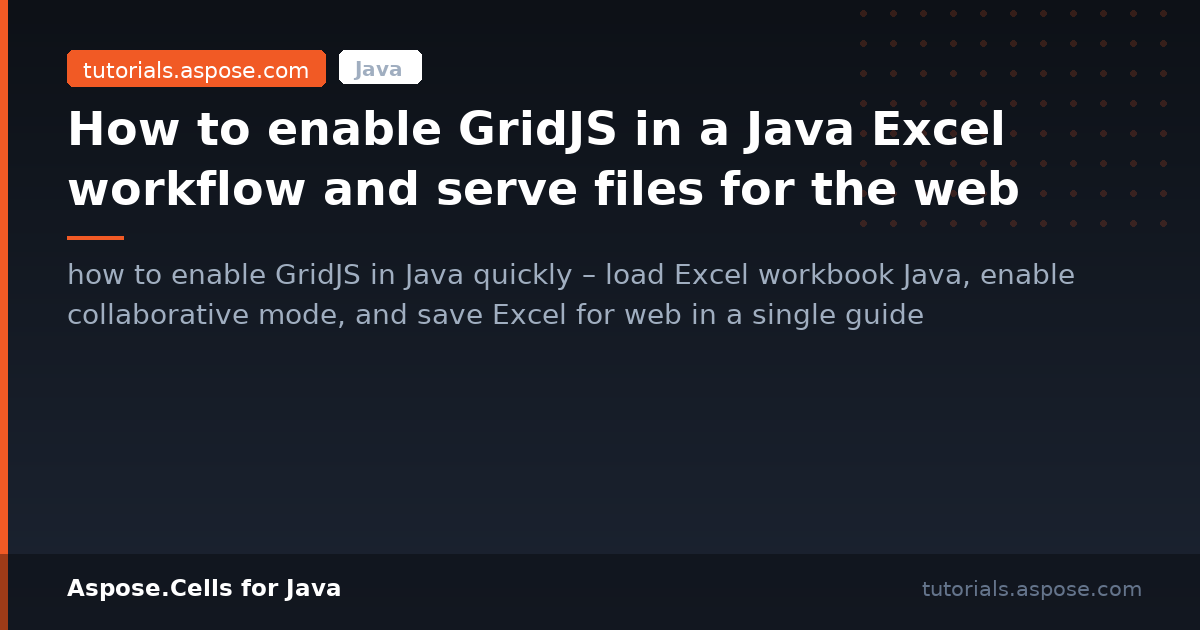 tutorials.aspose.com
Java
How to enable GridJS in a Java Excel
workflow and serve files for the web
how to enable GridJS in Java quickly – load Excel workbook Java, enable
collaborative mode, and save Excel for web in a single guide
Aspose.Cells for Java
tutorials.aspose.com